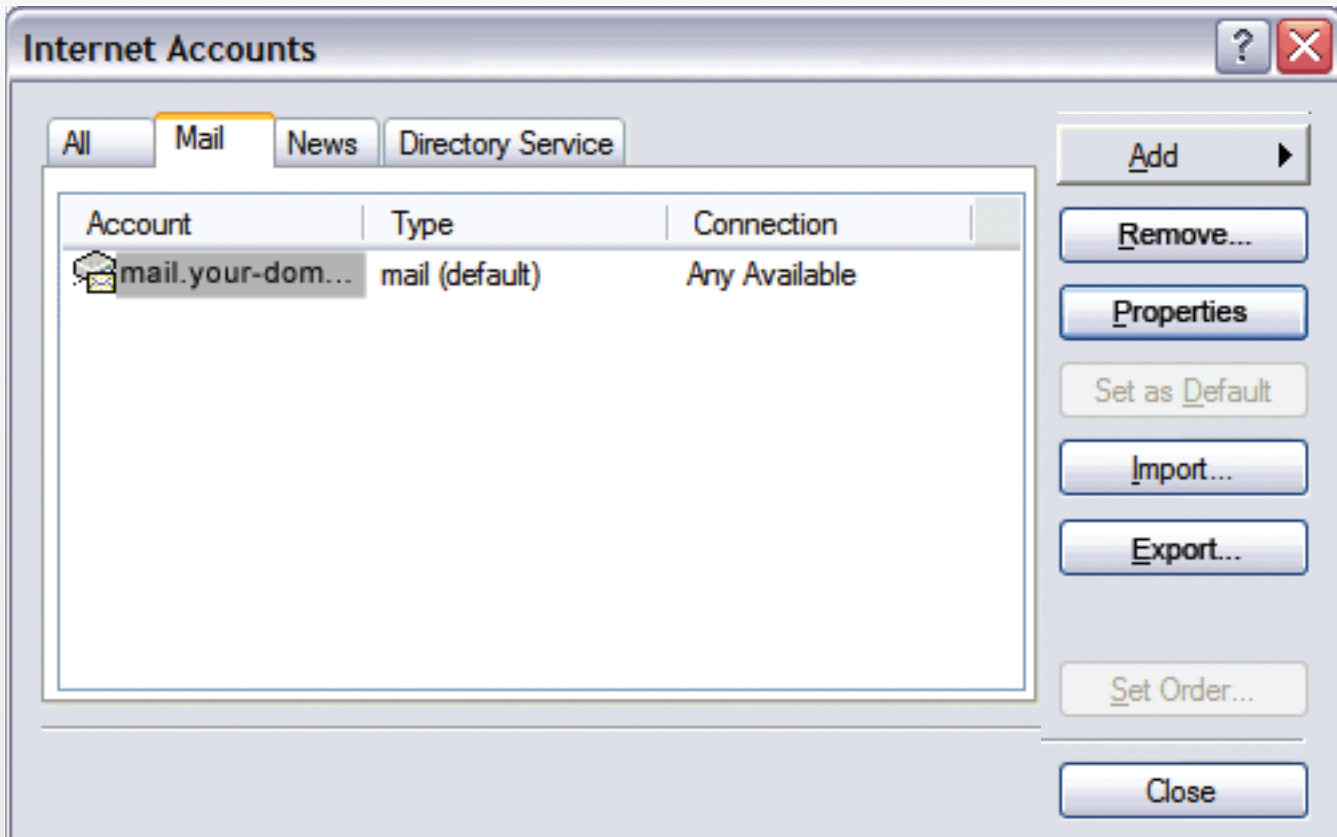 Internet Accounts
?
All Mail News Directory Service
Account Type Connection
mail.your-dom... mail (default) Any Available
Add
Remove...
Properties
Set as Default
Import...
Export...
Set Order...
Close